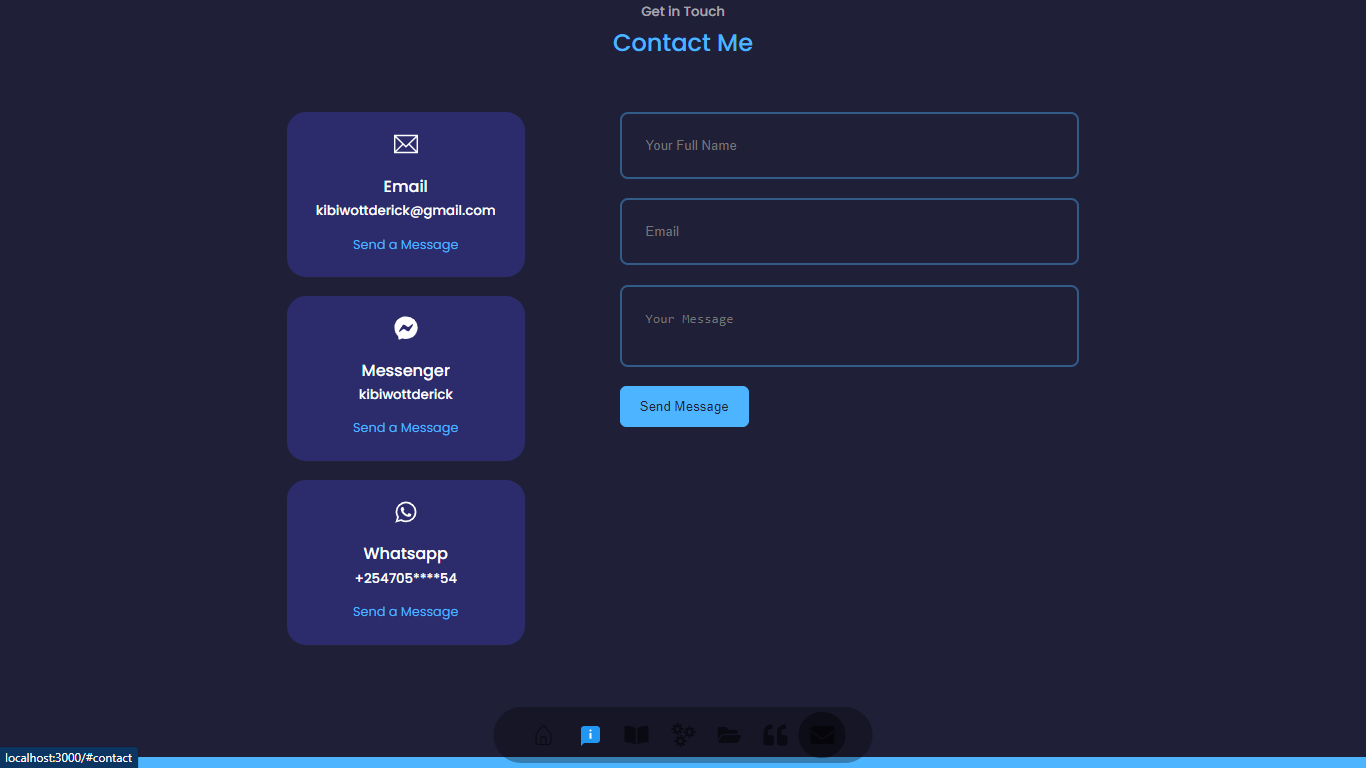 Get in Touch
Contact Me
Email
kibiwottderick@gmail.com
Send a Message
Messenger
kibiwottderick
Send a Message
Whatsapp
+254705****54
Send a Message
Your Full Name
Email
Your Message
Send Message
localhost:3000/#contact